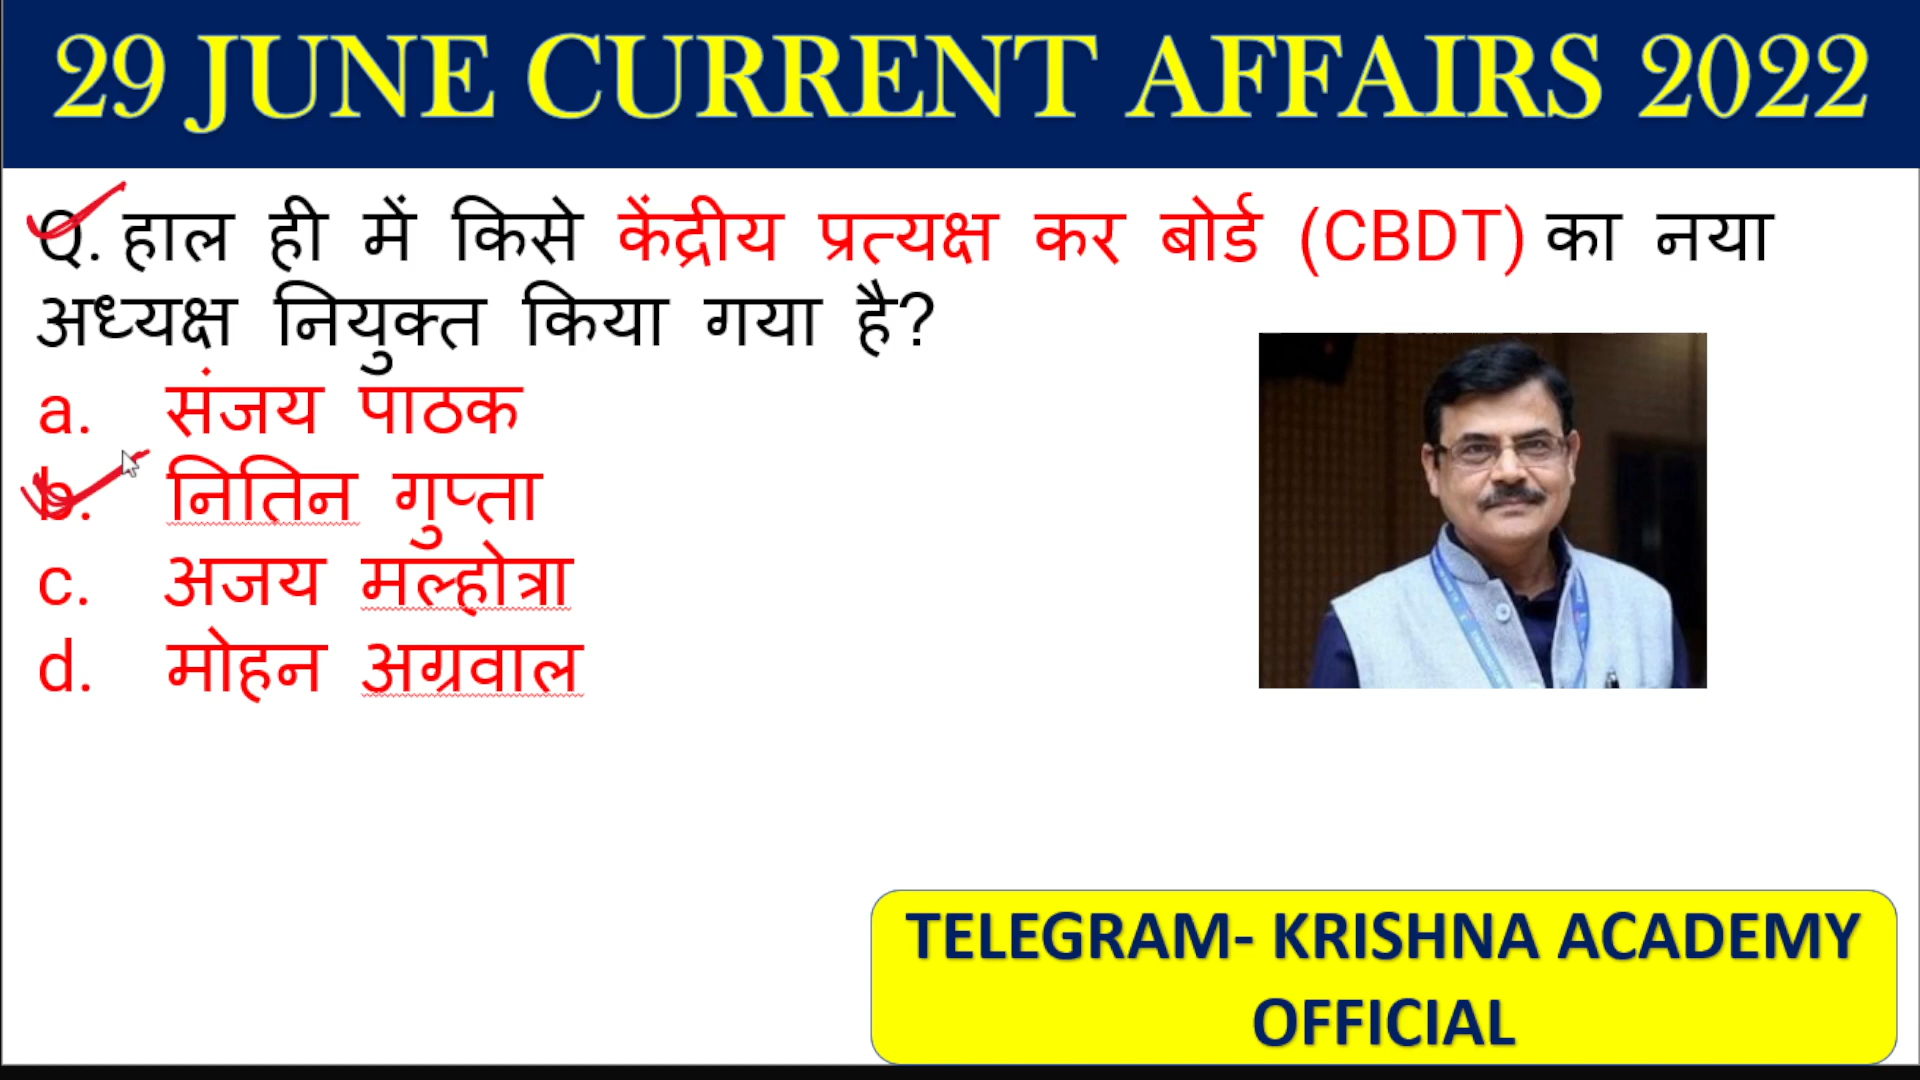 29 JUNE CURRENT AFFAIRS 2022
Q. हाल ही में किसे केंद्रीय प्रत्यक्ष कर बोर्ड (CBDT) का नया
अध्यक्ष नियुक्त किया गया है?
a. संजय पाठक
b. नितिन गुप्ता
c. अजय मल्होत्रा
d. मोहन अग्रवाल
TELEGRAM- KRISHNA ACADEMY
OFFICIAL